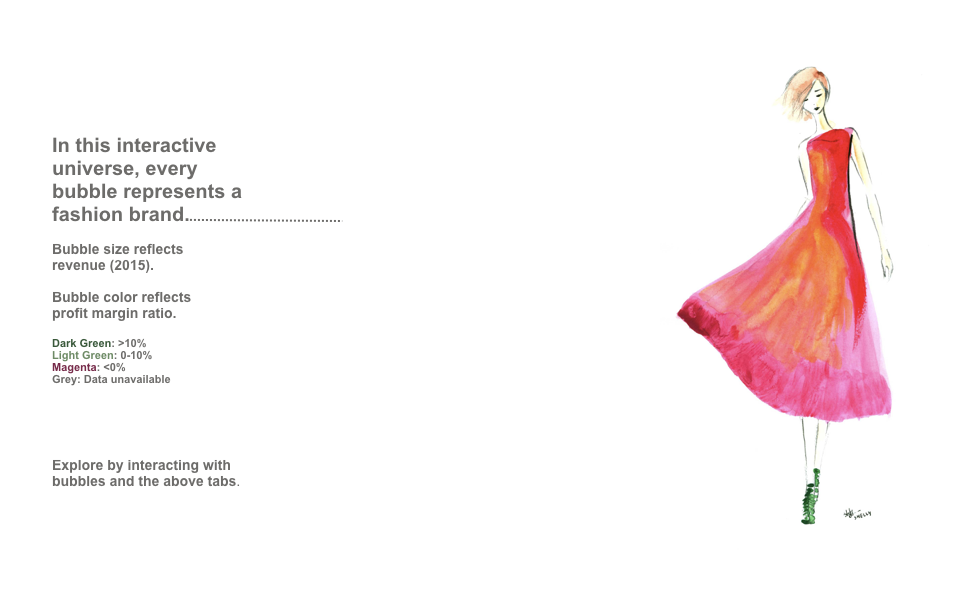 In this interactive
universe, every
bubble represents a
fashion brand.
Bubble size reflects
revenue (2015).
Bubble color reflects
profit margin ratio.
Dark Green: >10%
Light Green: 0-10%
Magenta: <0%
Grey: Data unavailable
Explore by interacting with
bubbles and the above tabs.